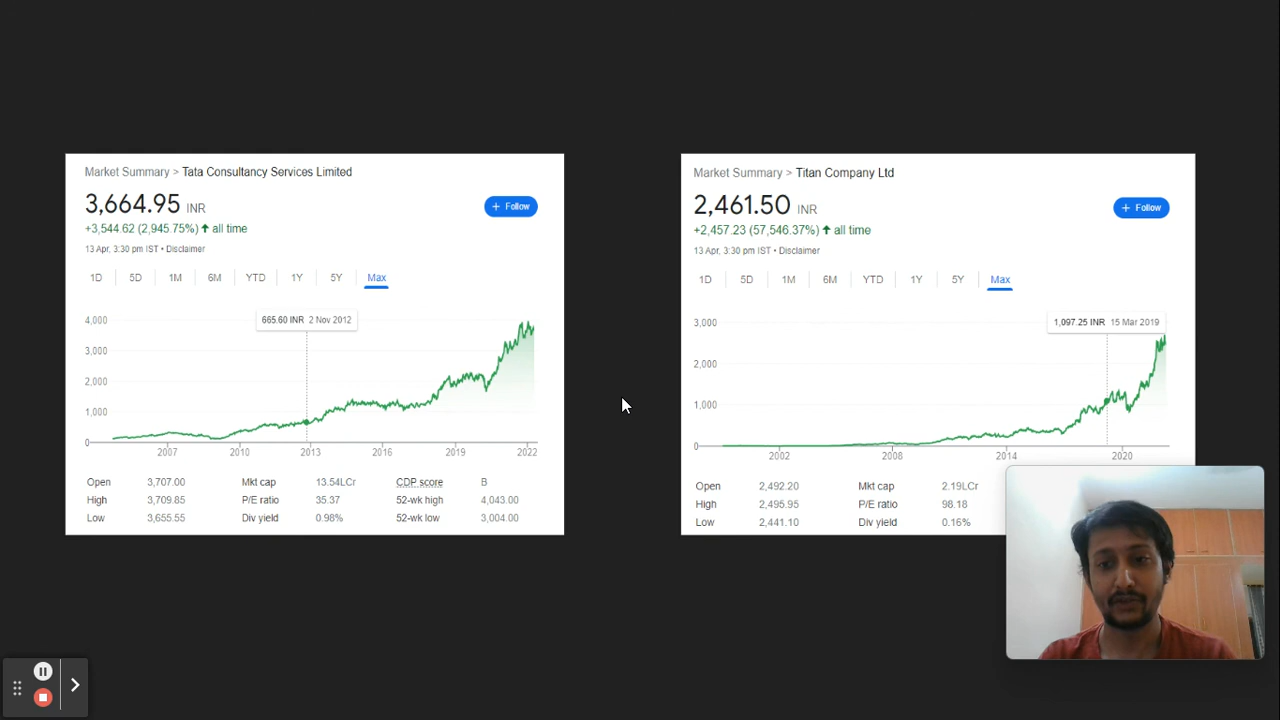 Market Summary > Tata Consultancy Services Limited
3,664.95 INR
+ Follow
+3,544.62 (2,945.75%) ↑ all time
13 Apr, 3:30 pm IST • Disclaimer
1D 5D 1M 6M YTD 1Y 5Y Max
665.60 INR 2 Nov 2012
4,000
3,000
2,000
1,000
0
2007 2010 2013 2016 2019 2022
Open 3,707.00 Mkt cap 13.54LCr CDP score B
High 3,709.85 P/E ratio 35.37 52-wk high 4,043.00
Low 3,655.55 Div yield 0.98% 52-wk low 3,004.00
Market Summary > Titan Company Ltd
2,461.50 INR
+ Follow
+2,457.23 (57,546.37%) ↑ all time
13 Apr, 3:30 pm IST • Disclaimer
1D 5D 1M 6M YTD 1Y 5Y Max
1,097.25 INR 15 Mar 2019
3,000
2,000
1,000
0
2002 2008 2014 2020
Open 2,492.20 Mkt cap 2.19LCr
High 2,495.95 P/E ratio 98.18
Low 2,441.10 Div yield 0.16%